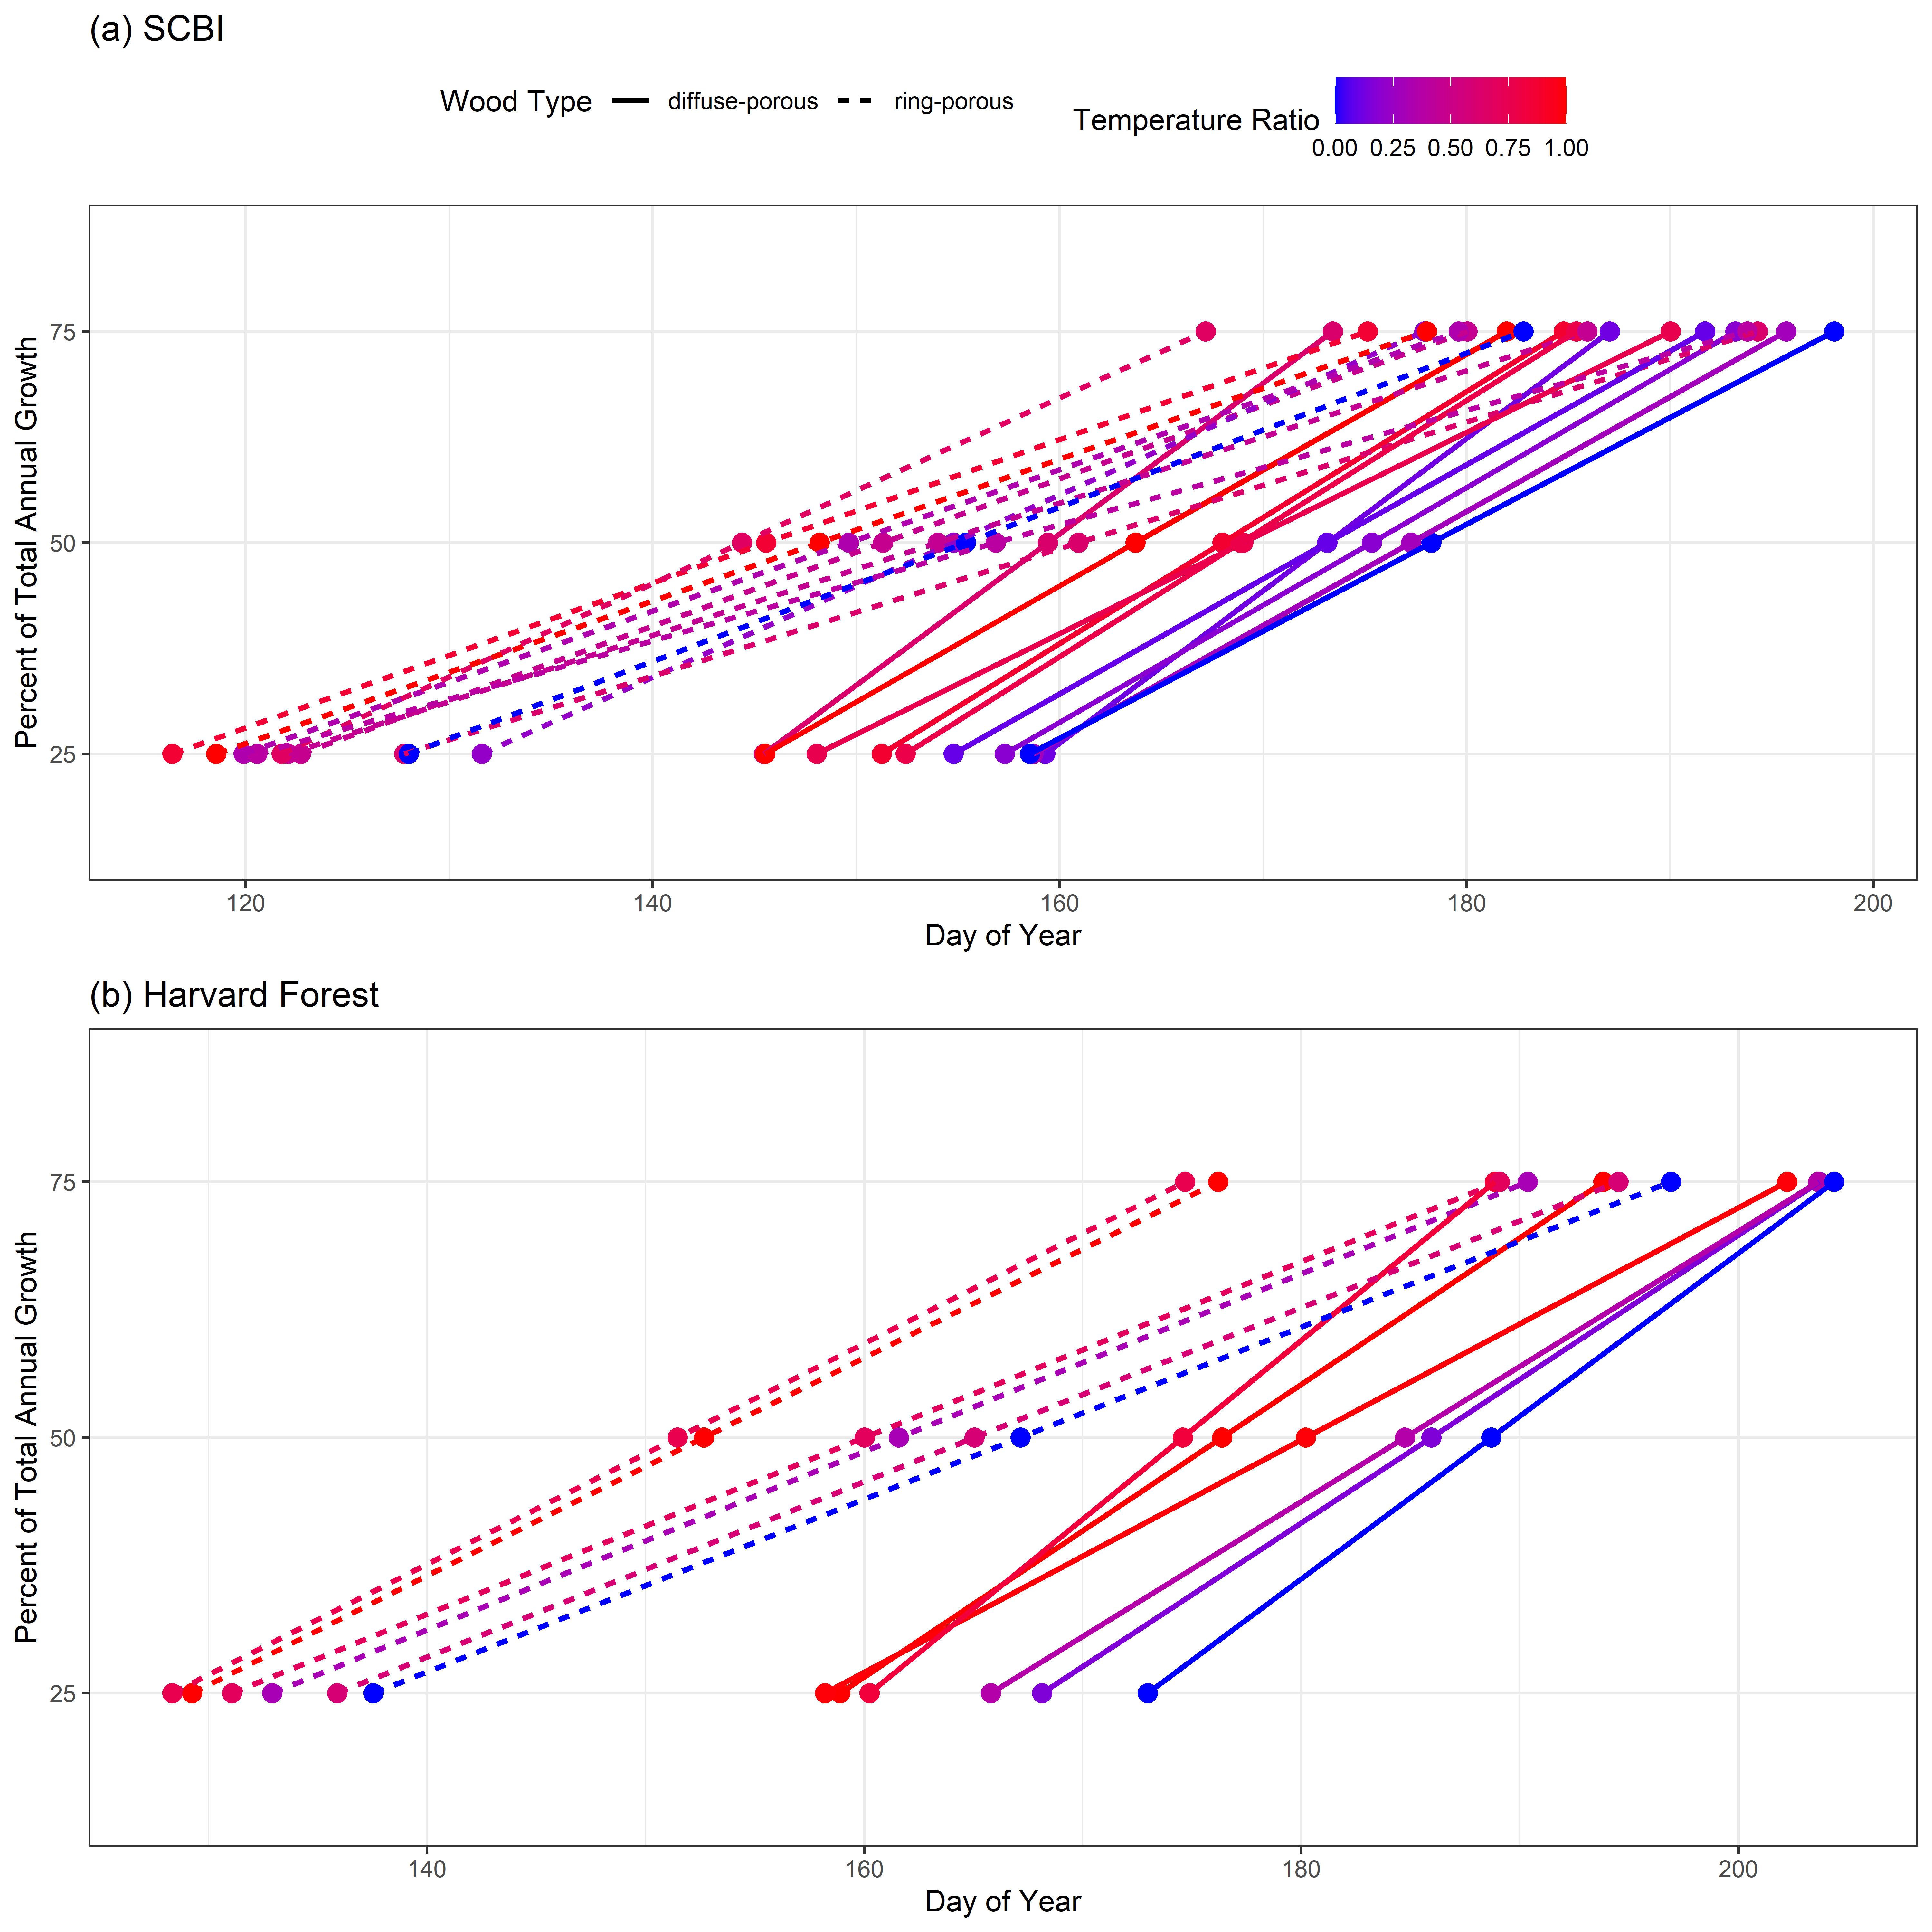 (a) SCBI
Wood Type diffuse-porous ring-porous Temperature Ratio
0.00 0.25 0.50 0.75 1.00
Percent of Total Annual Growth
75
50
25
120 140 160 180 200
Day of Year
(b) Harvard Forest
Percent of Total Annual Growth
75
50
25
140 160 180 200
Day of Year